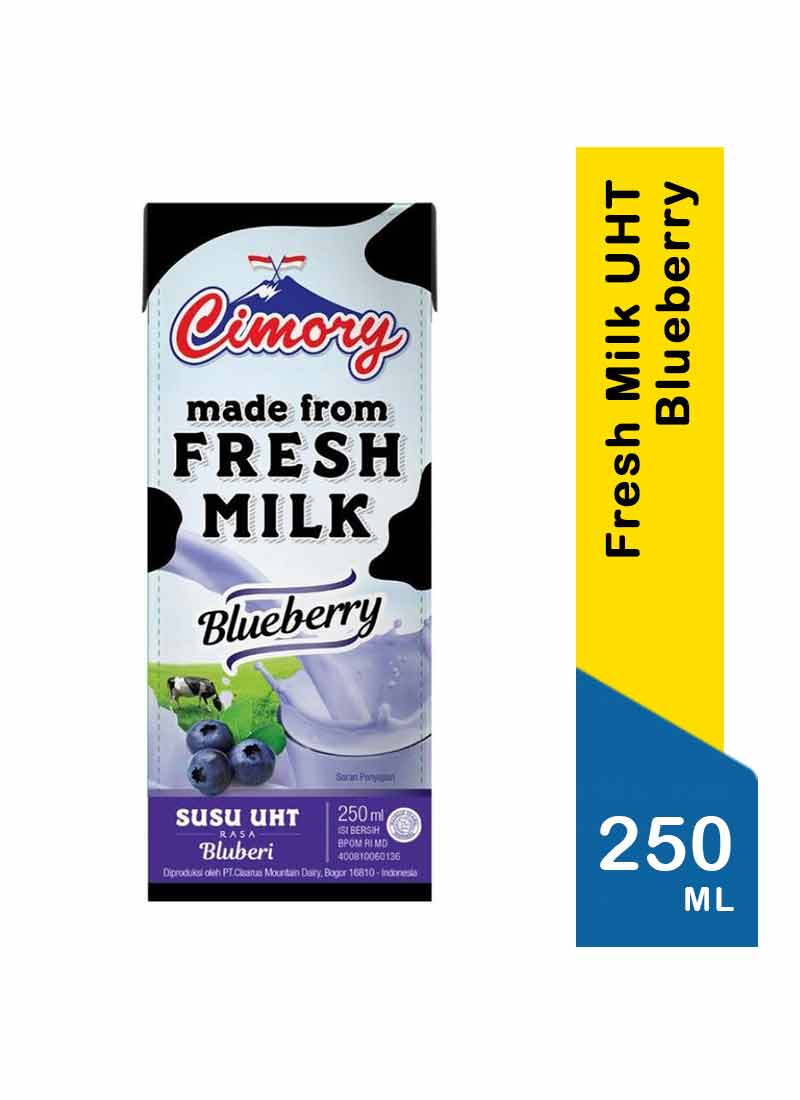 Cimory
made from
FRESH
MILK
Blueberry
Saran Penyajian
SUSU UHT
RASA
Bluberi
250 ml
ISI BERSIH
BPOM RI MD
400810060136
Diproduksi oleh PT.Cisarua Mountain Dairy, Bogor 16810 - Indonesia
Fresh Milk UHT
Blueberry
250
ML